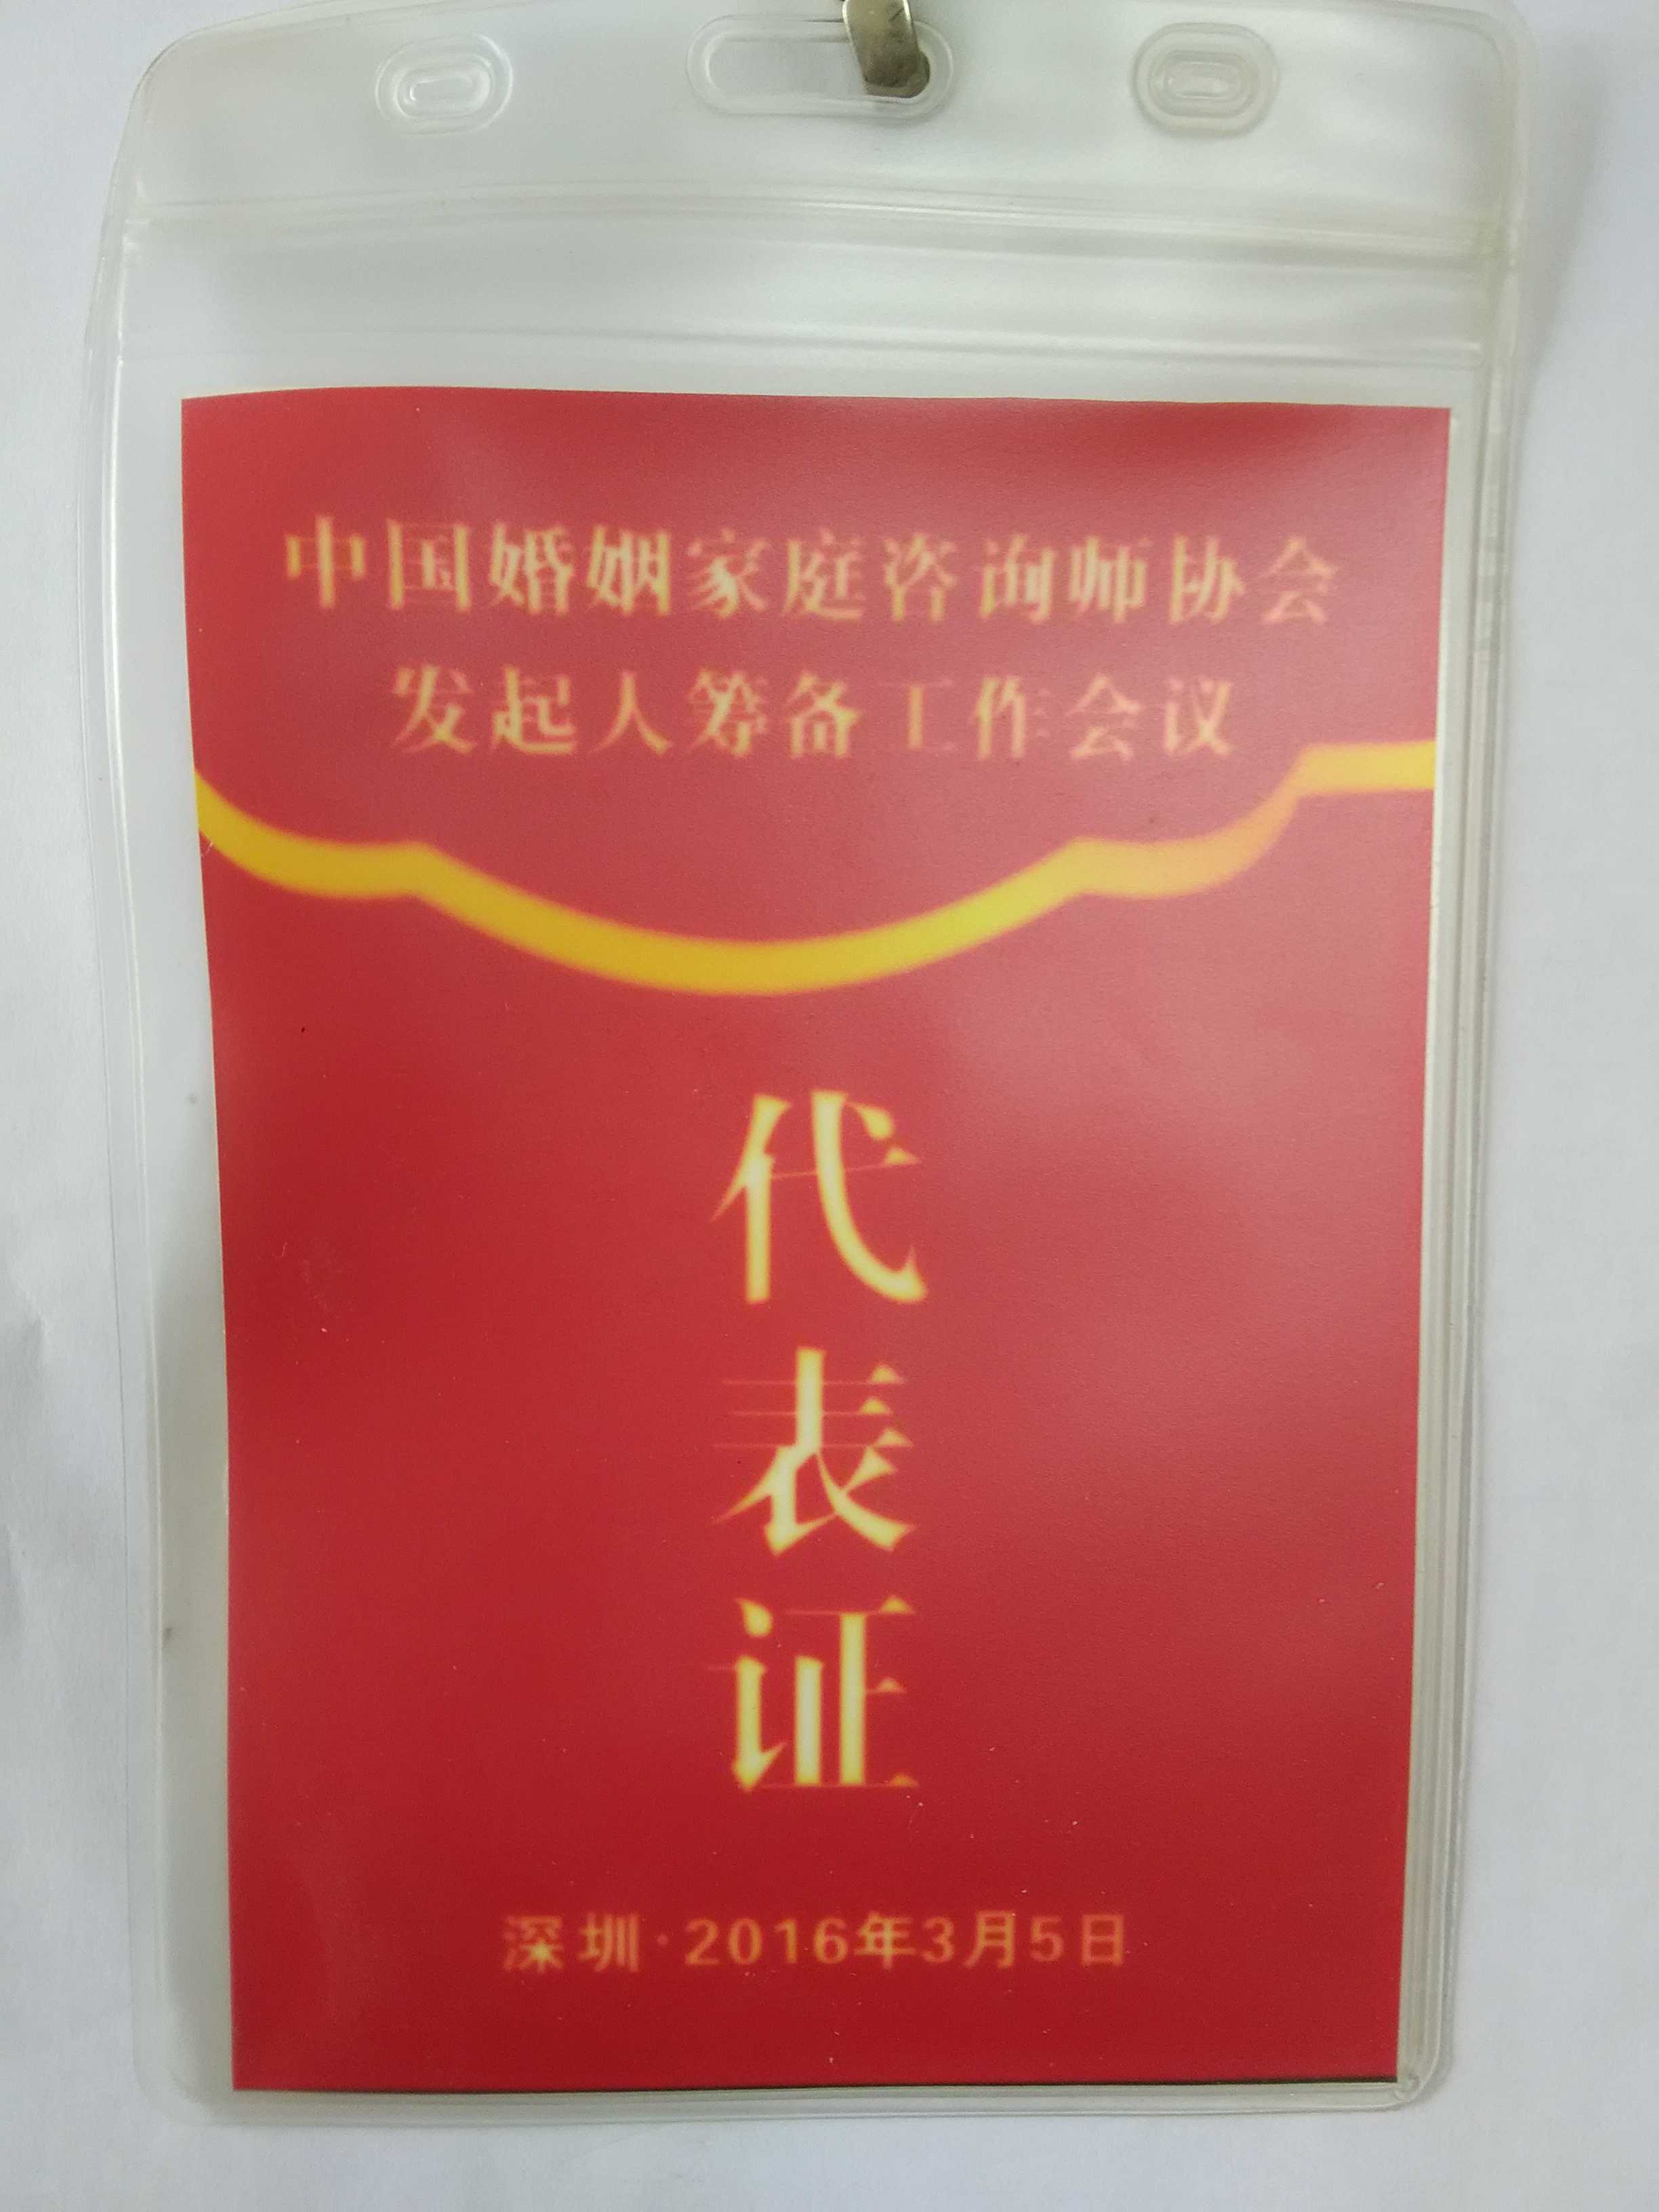 中国婚姻家庭咨询师协会
发起人筹备工作会议
代
表
证
深圳·2016年3月5日